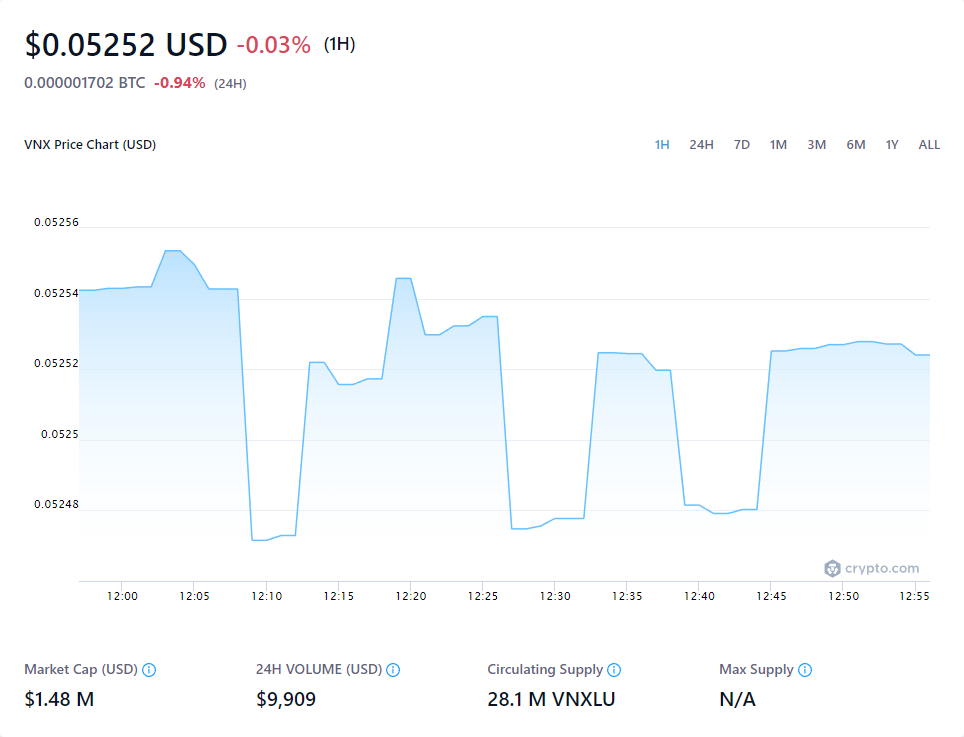 $0.05252 USD -0.03% (1H)
0.000001702 BTC -0.94% (24H)
VNX Price Chart (USD)
1H 24H 7D 1M 3M 6M 1Y ALL
0.05256
0.05254
0.05252
0.0525
0.05248
crypto.com
12:00 12:05 12:10 12:15 12:20 12:25 12:30 12:35 12:40 12:45 12:50 12:55
Market Cap (USD) 24H VOLUME (USD) Circulating Supply Max Supply
$1.48 M $9,909 28.1 M VNXLU N/A